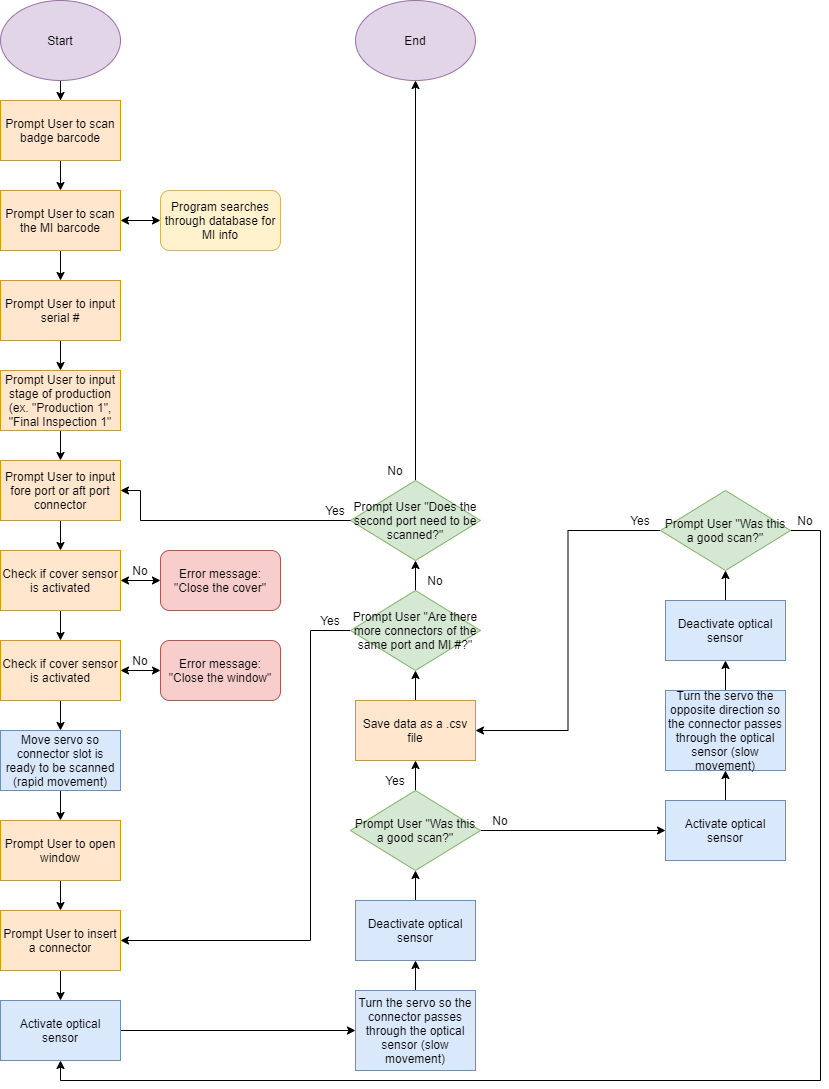 Start
Prompt User to scan
badge barcode
Prompt User to scan
the MI barcode
Program searches
through database for
MI info
Prompt User to input
serial #
Prompt User to input
stage of production
(ex. "Production 1",
"Final Inspection 1"
Prompt User to input
fore port or aft port
connector
Check if cover sensor
is activated
No
Error message:
"Close the cover"
Check if cover sensor
is activated
No
Error message:
"Close the window"
Move servo so
connector slot is
ready to be scanned
(rapid movement)
Prompt User to open
window
Prompt User to insert
a connector
Activate optical
sensor
Turn the servo so the
connector passes
through the optical
sensor (slow
movement)
Deactivate optical
sensor
Prompt User "Was this
a good scan?"
Yes
No
Save data as a .csv
file
Prompt User "Are there
more connectors of the
same port and MI #?"
Yes
No
Prompt User "Does the
second port need to be
scanned?"
Yes
No
End
Activate optical
sensor
Turn the servo the
opposite direction so
the connector passes
through the optical
sensor (slow
movement)
Deactivate optical
sensor
Prompt User "Was this
a good scan?"
Yes
No